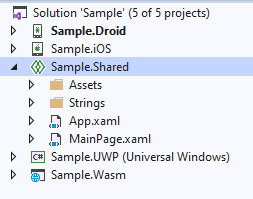 Solution 'Sample' (5 of 5 projects)
Sample.Droid
Sample.iOS
Sample.Shared
Assets
Strings
App.xaml
MainPage.xaml
C# Sample.UWP (Universal Windows)
Sample.Wasm